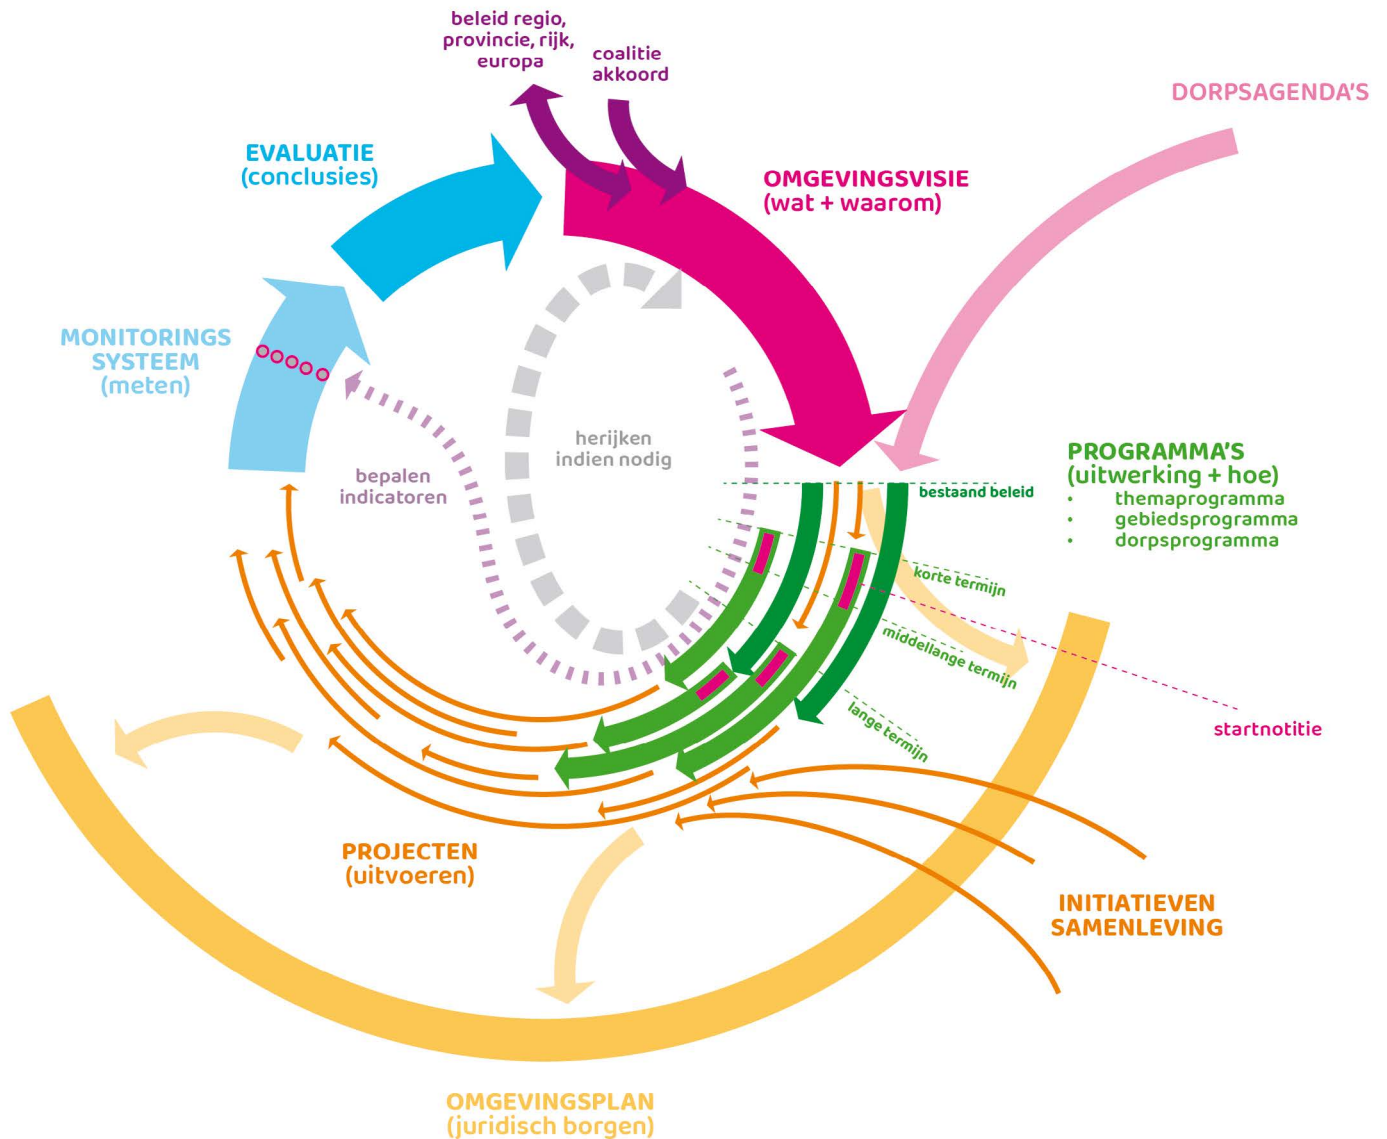 beleid regio,
provincie, rijk,
europa
coalitie
akkoord
DORPSAGENDA'S
EVALUATIE
(conclusies)
OMGEVINGSVISIE
(wat + waarom)
MONITORINGS
SYSTEEM
(meten)
herijken
indien nodig
bepalen
indicatoren
PROGRAMMA'S
(uitwerking + hoe)
• themaprogramma
• gebiedsprogramma
• dorpsprogramma
bestaand beleid
korte termijn
middellange termijn
lange termijn
startnotitie
PROJECTEN
(uitvoeren)
INITIATIEVEN
SAMENLEVING
OMGEVINGSPLAN
(juridisch borgen)